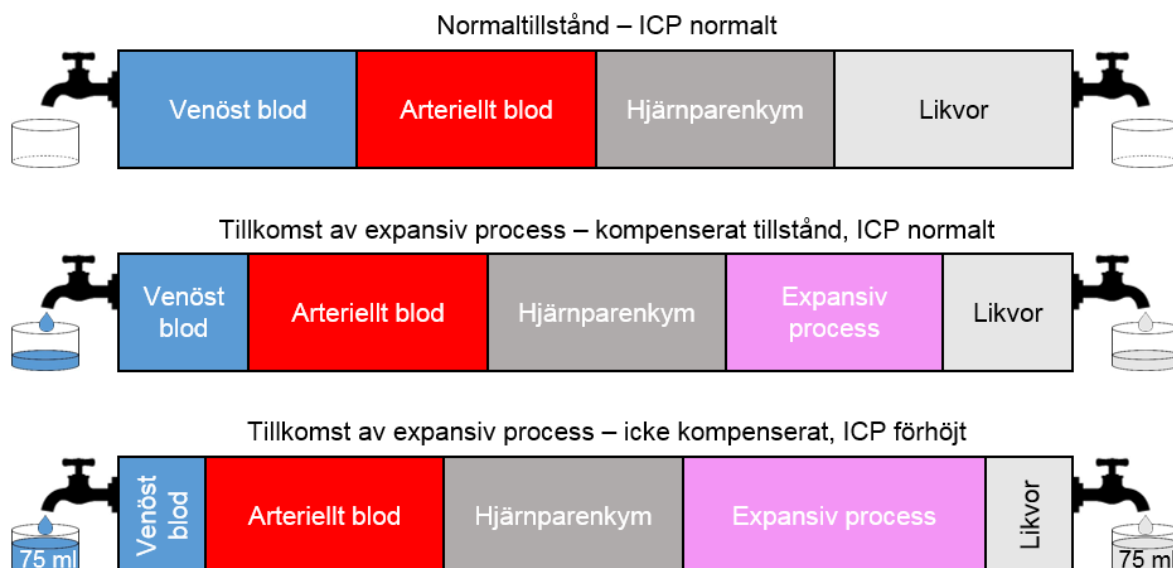 Normaltillstånd – ICP normalt
Venöst blod
Arteriellt blod
Hjärnparenkym
Likvor
Tillkomst av expansiv process – kompenserat tillstånd, ICP normalt
Venöst
blod
Arteriellt blod
Hjärnparenkym
Expansiv
process
Likvor
Tillkomst av expansiv process – icke kompenserat, ICP förhöjt
75 ml
Venöst
blod
Arteriellt blod
Hjärnparenkym
Expansiv process
Likvor
75 ml